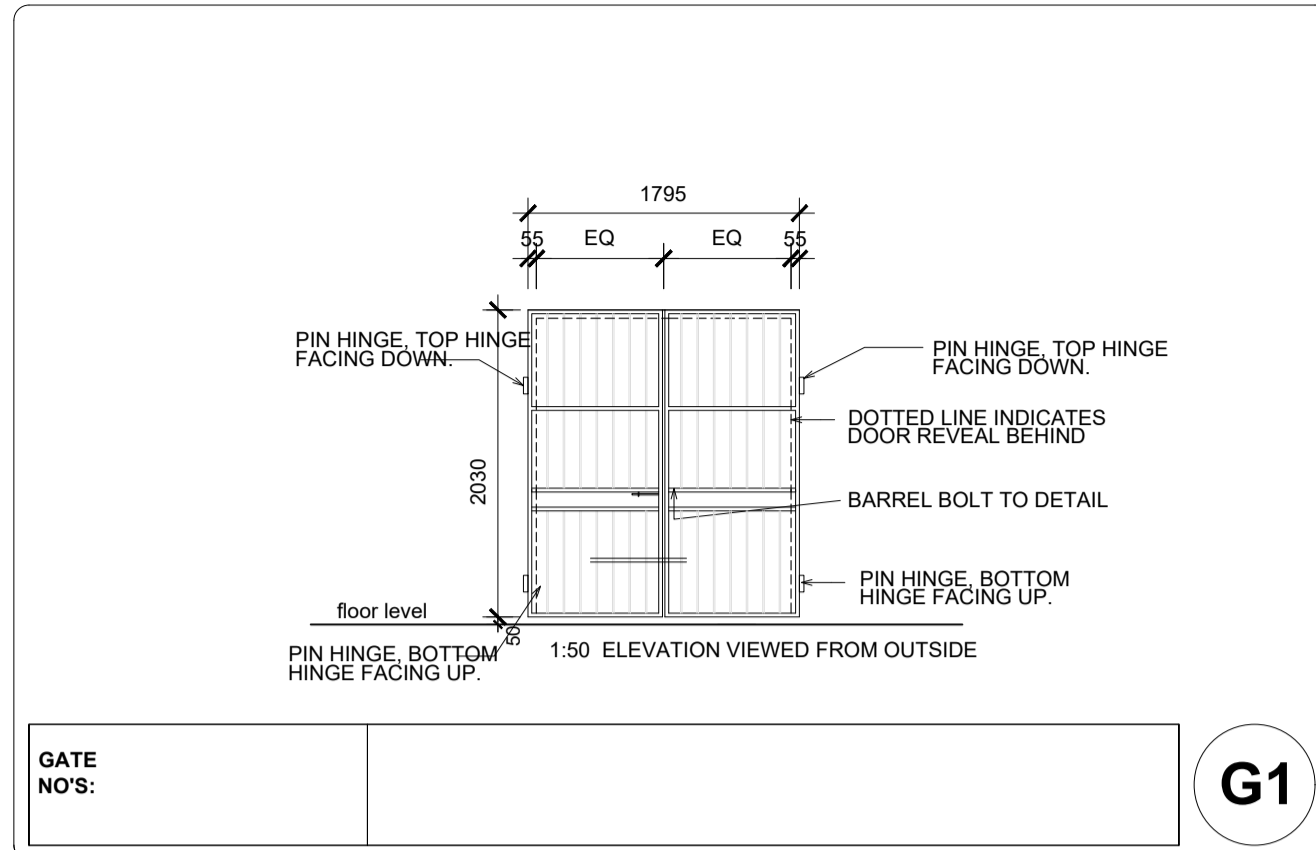 1795
55 EQ EQ 55
PIN HINGE, TOP HINGE
FACING DOWN.
PIN HINGE, TOP HINGE
FACING DOWN.
DOTTED LINE INDICATES
DOOR REVEAL BEHIND
2030
BARREL BOLT TO DETAIL
PIN HINGE, BOTTOM
HINGE FACING UP.
floor level
50
1:50 ELEVATION VIEWED FROM OUTSIDE
PIN HINGE, BOTTOM
HINGE FACING UP.
GATE
NO'S:
G1